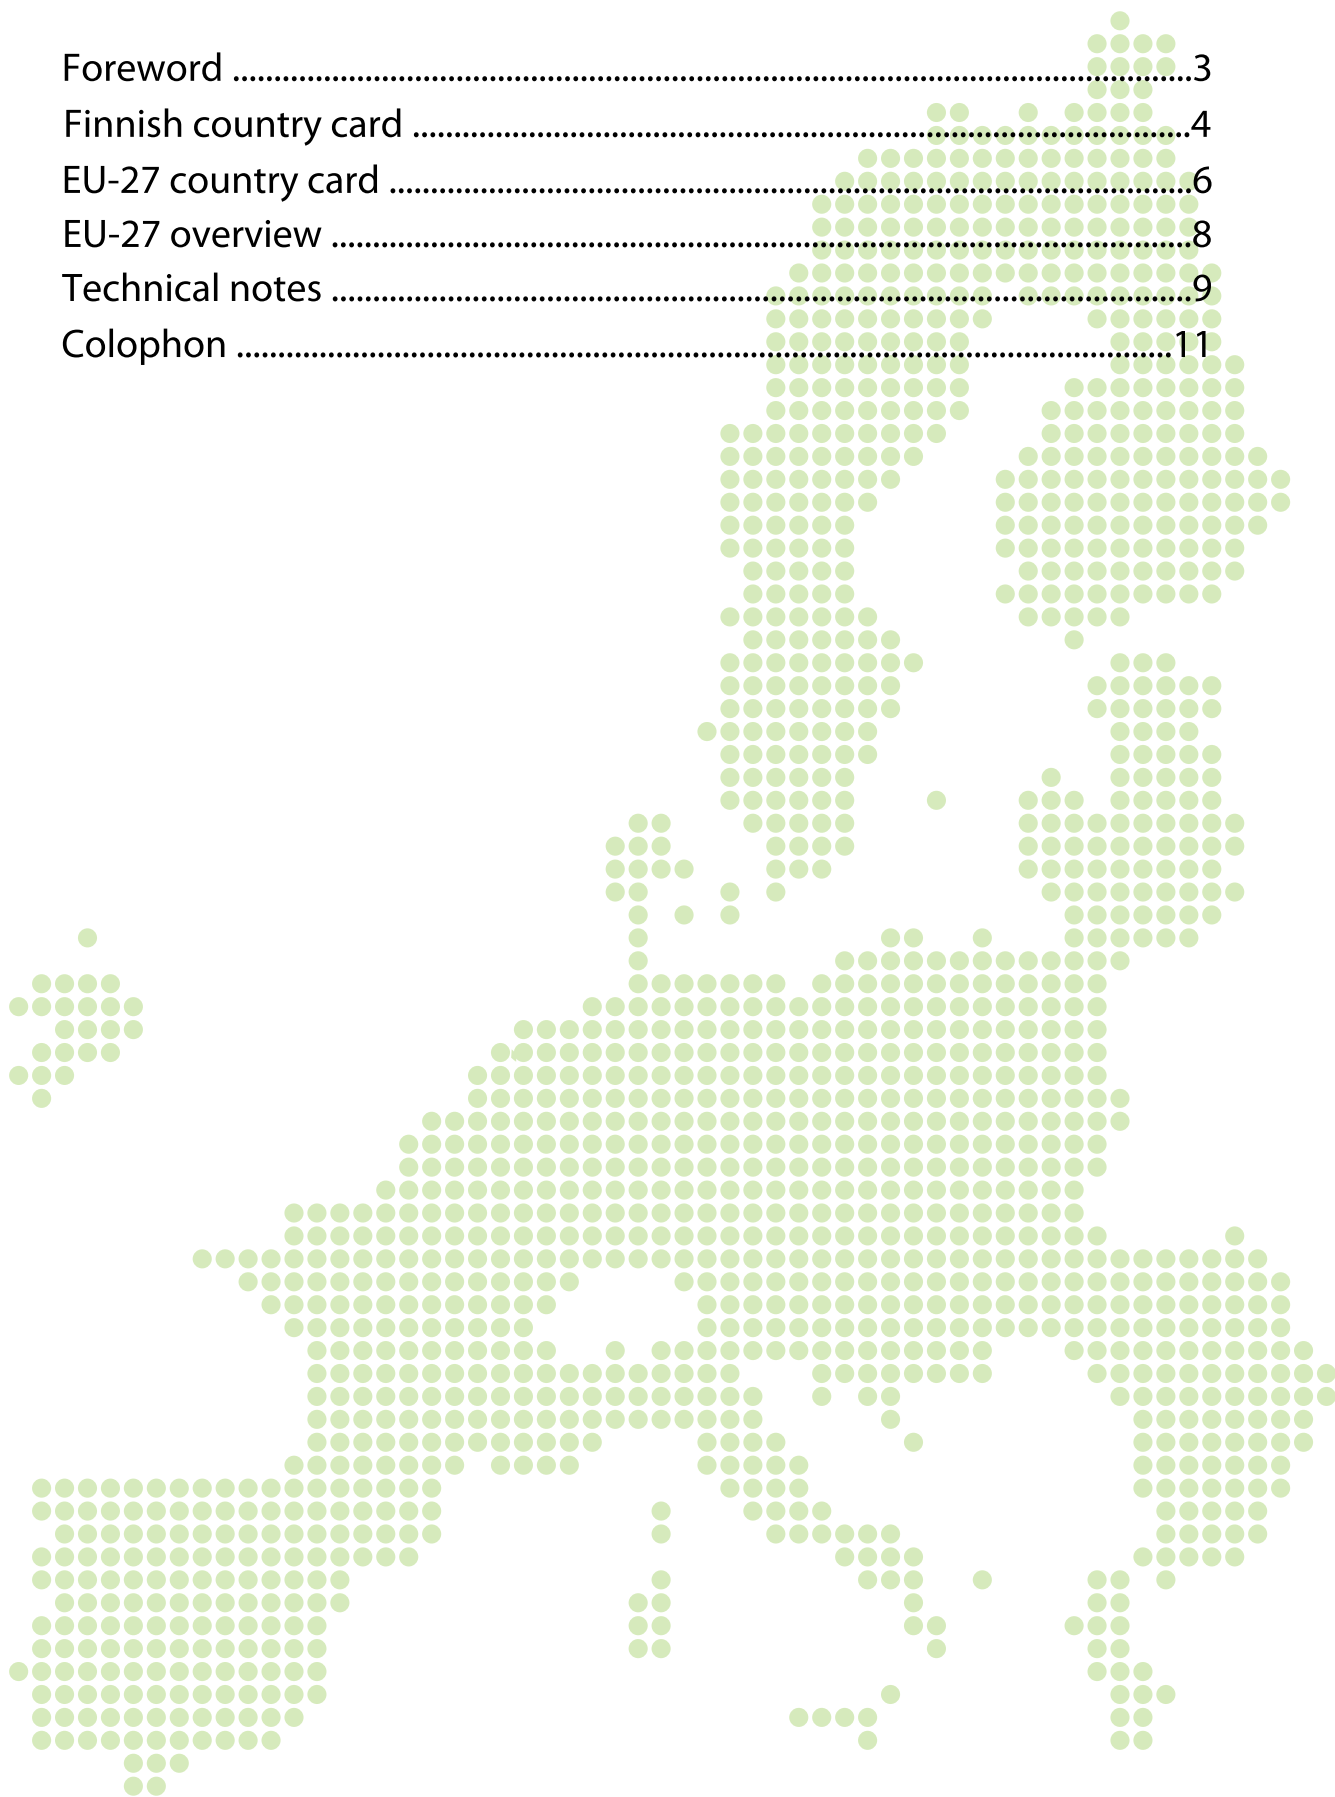 Foreword ........................................................................................................................3
Finnish country card ................................................................................................4
EU-27 country card ...................................................................................................6
EU-27 overview ..........................................................................................................8
Technical notes ..........................................................................................................9
Colophon ...................................................................................................................11